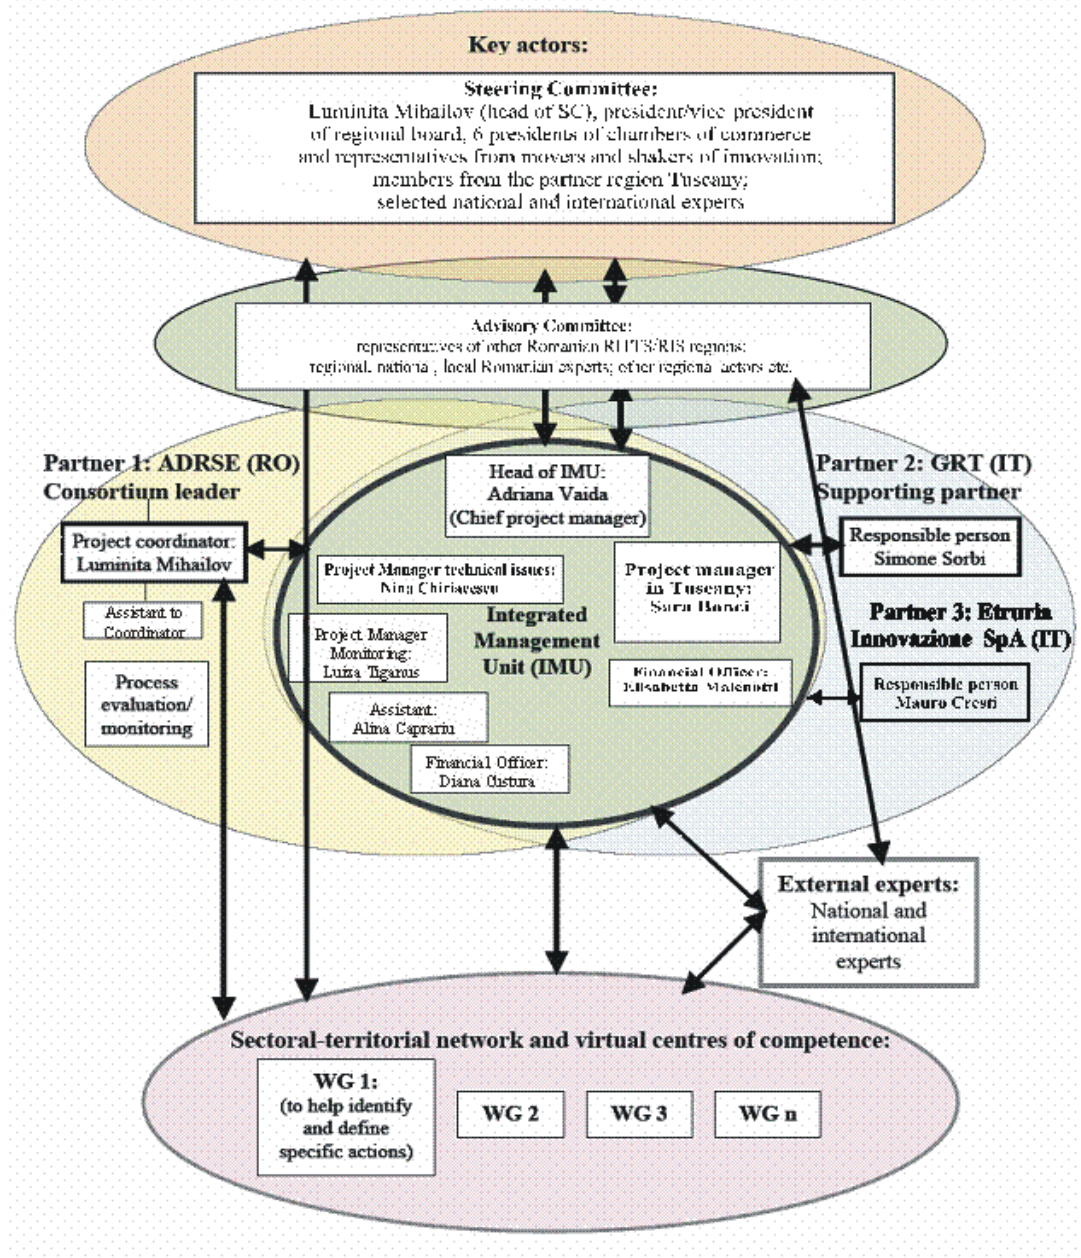 Key actors:
Steering Committee:
Luminita Mihailov (head of SC), president/vice president
of regional board, 6 presidents of chambers of commerce
and representatives from movers and shakers of innovation;
members from the partner region Tuscany;
selected national and international experts
Advisory Committee:
representatives of other Romanian RITTS/RIS regions;
regional, national, local Romanian experts; other regional actors etc.
Partner 1: ADRSE (RO)
Consortium leader
Project coordinator:
Luminita Mihailov
Assistant to
Coordinator
Process
evaluation/
monitoring
Head of IMU:
Adriana Vaida
(Chief project manager)
Project Manager technical issues:
Nina
Project manager
in Tuscany:
Sara
Integrated
Management
Unit (IMU)
Project Manager
Monitoring:
Luiza Tiganus
Financial Officer:
Elisabetta
Assistant:
Alina Caprariu
Financial Officer:
Diana
Partner 2: GRT (IT)
Supporting partner
Responsible person
Simone Sorbi
Partner 3: Etruria
Innovazione SpA (IT)
Responsible person
Mauro Cresti
External experts:
National and
international
experts
Sectoral-territorial network and virtual centres of competence:
WG 1:
(to help identify
and define
specific actions)
WG 2
WG 3
WG n